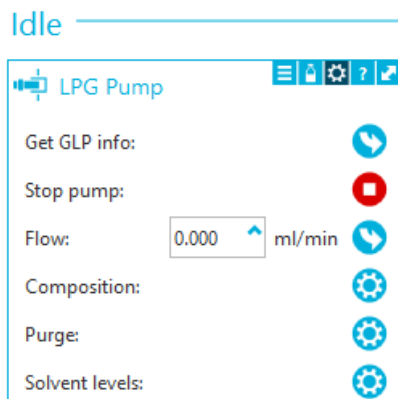 Idle
LPG Pump ?
Get GLP info:
Stop pump:
Flow: 0.000 ml/min
Composition:
Purge:
Solvent levels: